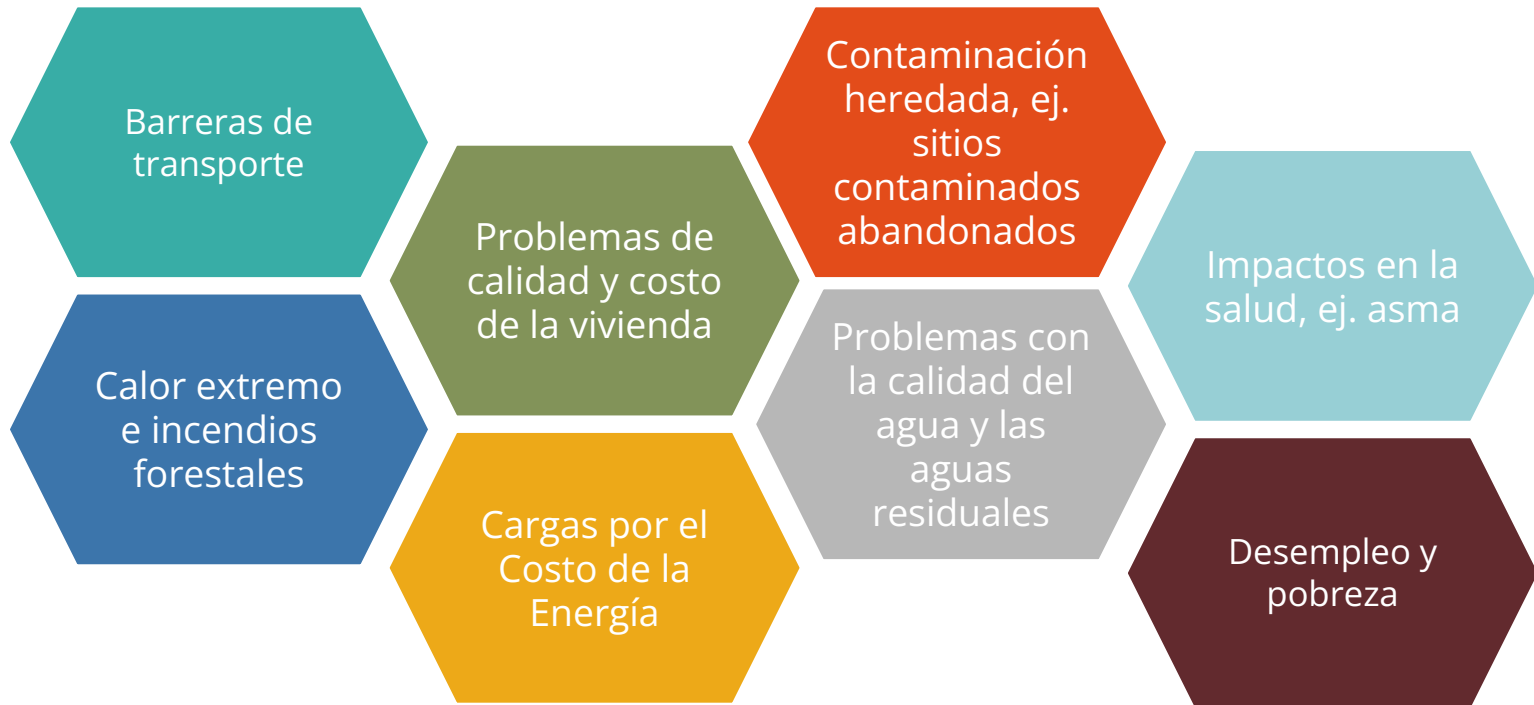 Barreras de
transporte
Calor extremo
e incendios
forestales
Problemas de
calidad y costo
de la vivienda
Cargas por el
Costo de la
Energía
Contaminación
heredada, ej.
sitios
contaminados
abandonados
Problemas con
la calidad del
agua y las
aguas
residuales
Impactos en la
salud, ej. asma
Desempleo y
pobreza